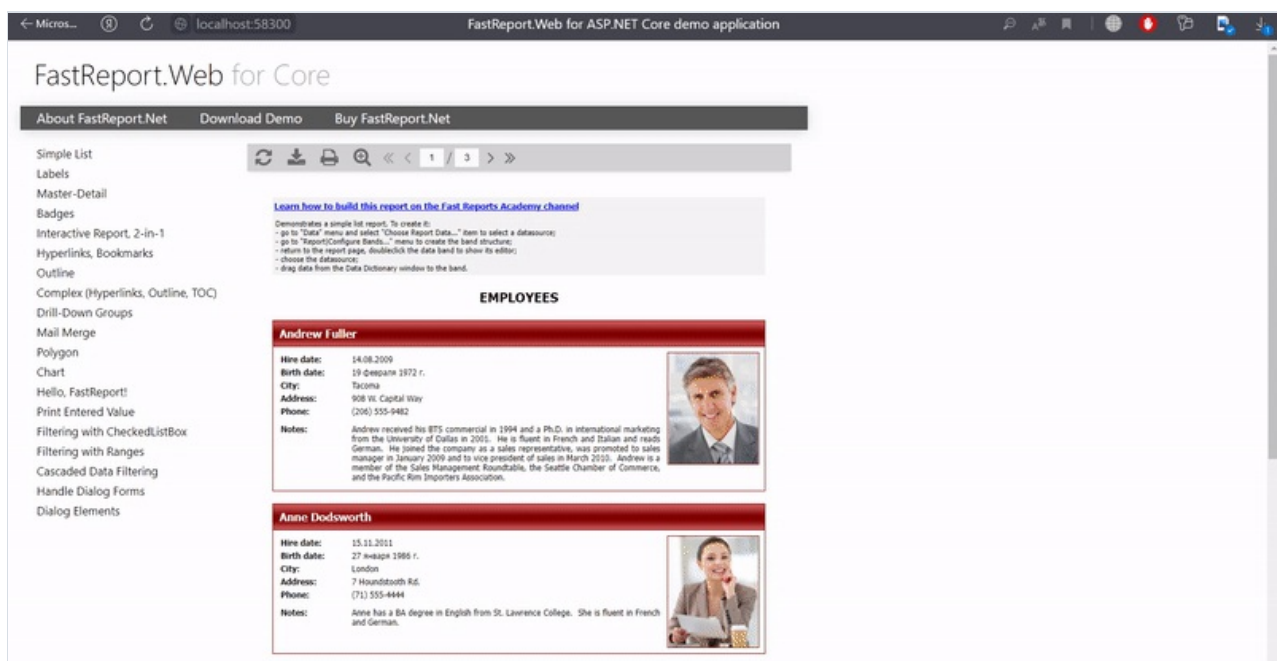 Micros... localhost:58300 FastReport.Web for ASP.NET Core demo application
FastReport.Web for Core
About FastReport.Net Download Demo Buy FastReport.Net
Simple List
Labels
Master-Detail
Badges
Interactive Report, 2-in-1
Hyperlinks, Bookmarks
Outline
Complex (Hyperlinks, Outline, TOC)
Drill-Down Groups
Mail Merge
Polygon
Chart
Hello, FastReport!
Print Entered Value
Filtering with CheckedListBox
Filtering with Ranges
Cascaded Data Filtering
Handle Dialog Forms
Dialog Elements
1 / 3
Learn how to build this report on the Fast Reports Academy channel
Demonstrates a simple list report. To create it:
- go to "Data" menu and select "Choose Report Data..." item to select a datasource;
- go to "Report|Configure Bands..." menu to create the band structure;
- return to the report page, doubleclick the data band to show its editor;
- choose the datasource;
- drag data from the Data Dictionary window to the band.
EMPLOYEES
Andrew Fuller
Hire date: 14.08.2009
Birth date: 19 февраля 1972 г.
City: Tacoma
Address: 908 W. Capital Way
Phone: (206) 555-9482
Notes: Andrew received his BTS commercial in 1994 and a Ph.D. in international marketing
from the University of Dallas in 2001. He is fluent in French and Italian and reads
German. He joined the company as a sales representative, was promoted to sales
manager in January 2009 and to vice president of sales in March 2010. Andrew is a
member of the Sales Management Roundtable, the Seattle Chamber of Commerce,
and the Pacific Rim Importers Association.
Anne Dodsworth
Hire date: 15.11.2011
Birth date: 27 января 1986 г.
City: London
Address: 7 Houndstooth Rd.
Phone: (71) 555-4444
Notes: Anne has a BA degree in English from St. Lawrence College. She is fluent in French
and German.